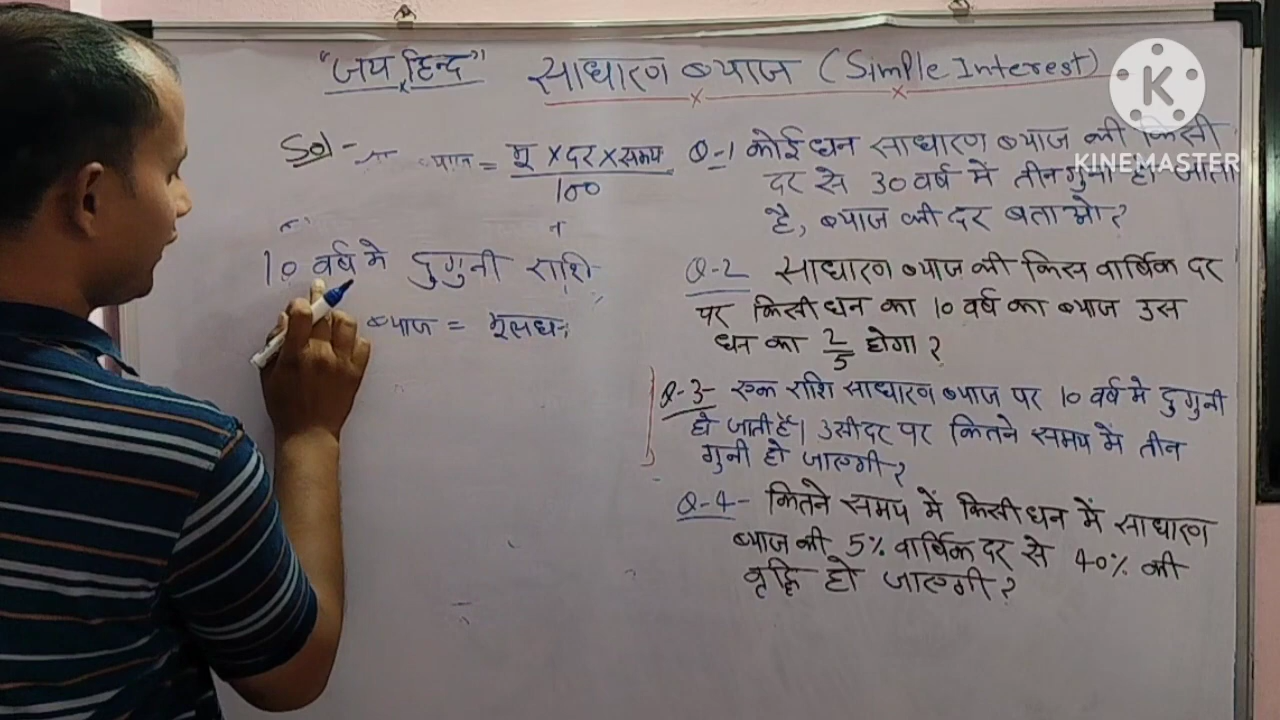 "जय हिन्द" साधारण ब्याज (Simple Interest)
K
KINEMASTER
Sol - ब्याज = मू × दर × समय / 100
10 वर्ष मे दुगुनी राशि
ब्याज = मूलधन
Q-1 कोई धन साधारण ब्याज की किसी
दर से 30 वर्ष में तीन गुना हो जाता
है, ब्याज की दर बताओ?
Q-2 साधारण ब्याज की किस वार्षिक दर
पर किसी धन का 10 वर्ष का ब्याज उस
धन का 2/5 होगा?
Q-3- एक राशि साधारण ब्याज पर 10 वर्ष मे दुगुनी
हो जाती है। उसी दर पर कितने समय में तीन
गुनी हो जाएगी?
Q-4- कितने समय में किसी धन में साधारण
ब्याज की 5% वार्षिक दर से 40% की
वृद्धि हो जाएगी?